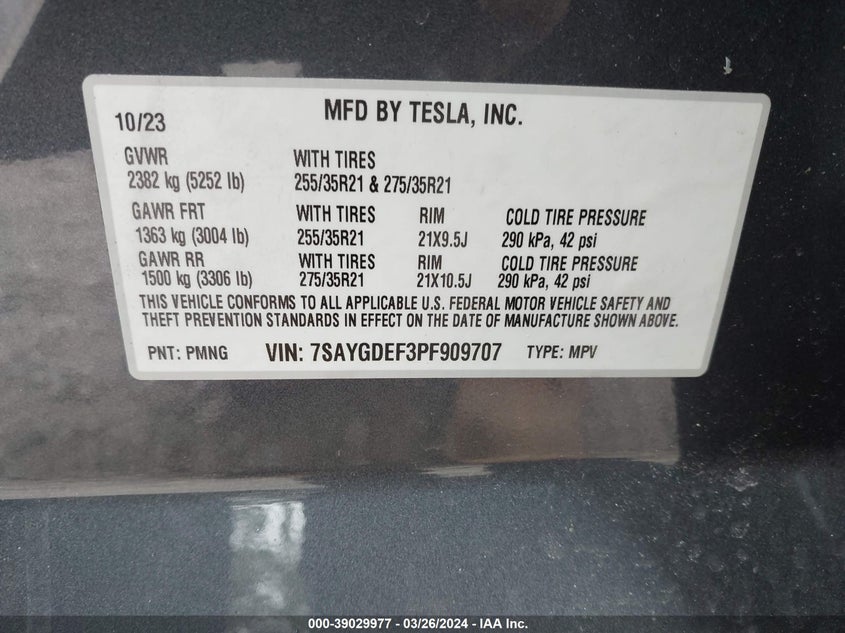 MFD BY TESLA, INC.
10/23
GVWR WITH TIRES
2382 kg (5252 lb) 255/35R21 & 275/35R21
GAWR FRT WITH TIRES RIM COLD TIRE PRESSURE
1363 kg (3004 lb) 255/35R21 21X9.5J 290 kPa, 42 psi
GAWR RR WITH TIRES RIM COLD TIRE PRESSURE
1500 kg (3306 lb) 275/35R21 21X10.5J 290 kPa, 42 psi
THIS VEHICLE CONFORMS TO ALL APPLICABLE U.S. FEDERAL MOTOR VEHICLE SAFETY AND
THEFT PREVENTION STANDARDS IN EFFECT ON THE DATE OF MANUFACTURE SHOWN ABOVE.
PNT: PMNG VIN: 7SAYGDEF3PF909707 TYPE: MPV
000-39029977 - 03/26/2024 - IAA Inc.